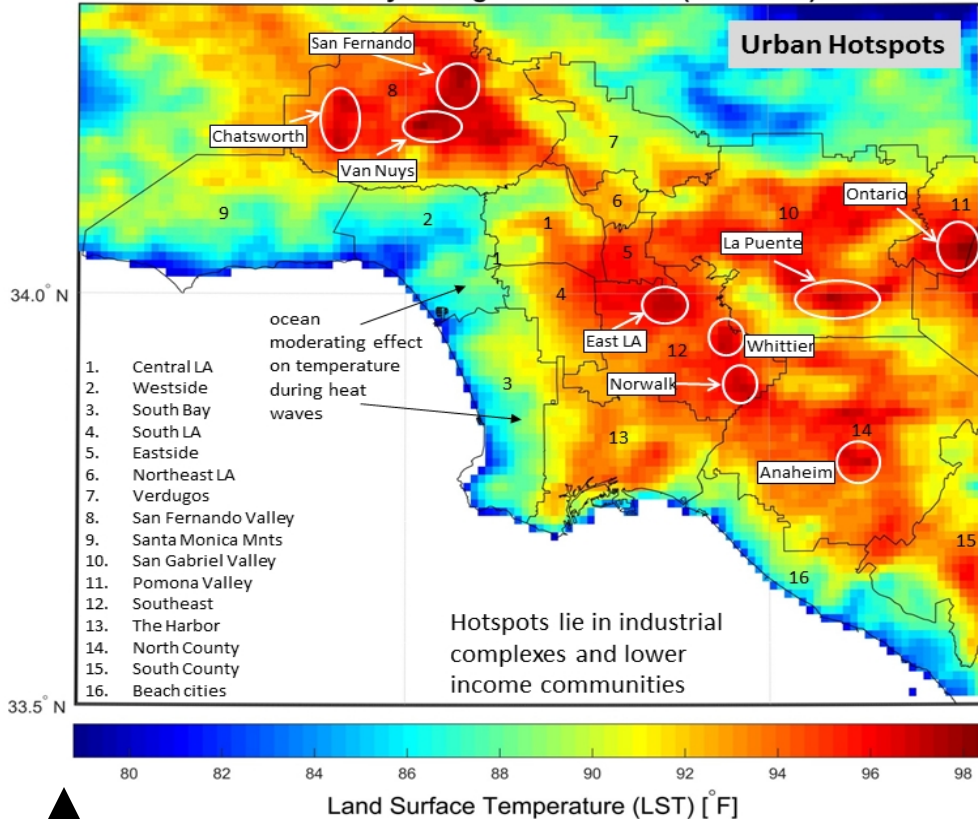 Urban Hotspots
San Fernando
8
Chatsworth
Van Nuys
7
Ontario
11
6
10
9
2
1
La Puente
5
34.0° N
4
East LA
Whittier
12
Norwalk
3
13
14
Anaheim
15
16
ocean
moderating effect
on temperature
during heat
waves
1. Central LA
2. Westside
3. South Bay
4. South LA
5. Eastside
6. Northeast LA
7. Verdugos
8. San Fernando Valley
9. Santa Monica Mnts
10. San Gabriel Valley
11. Pomona Valley
12. Southeast
13. The Harbor
14. North County
15. South County
16. Beach cities
Hotspots lie in industrial
complexes and lower
income communities
33.5° N
80 82 84 86 88 90 92 94 96 98
Land Surface Temperature (LST) [°F]